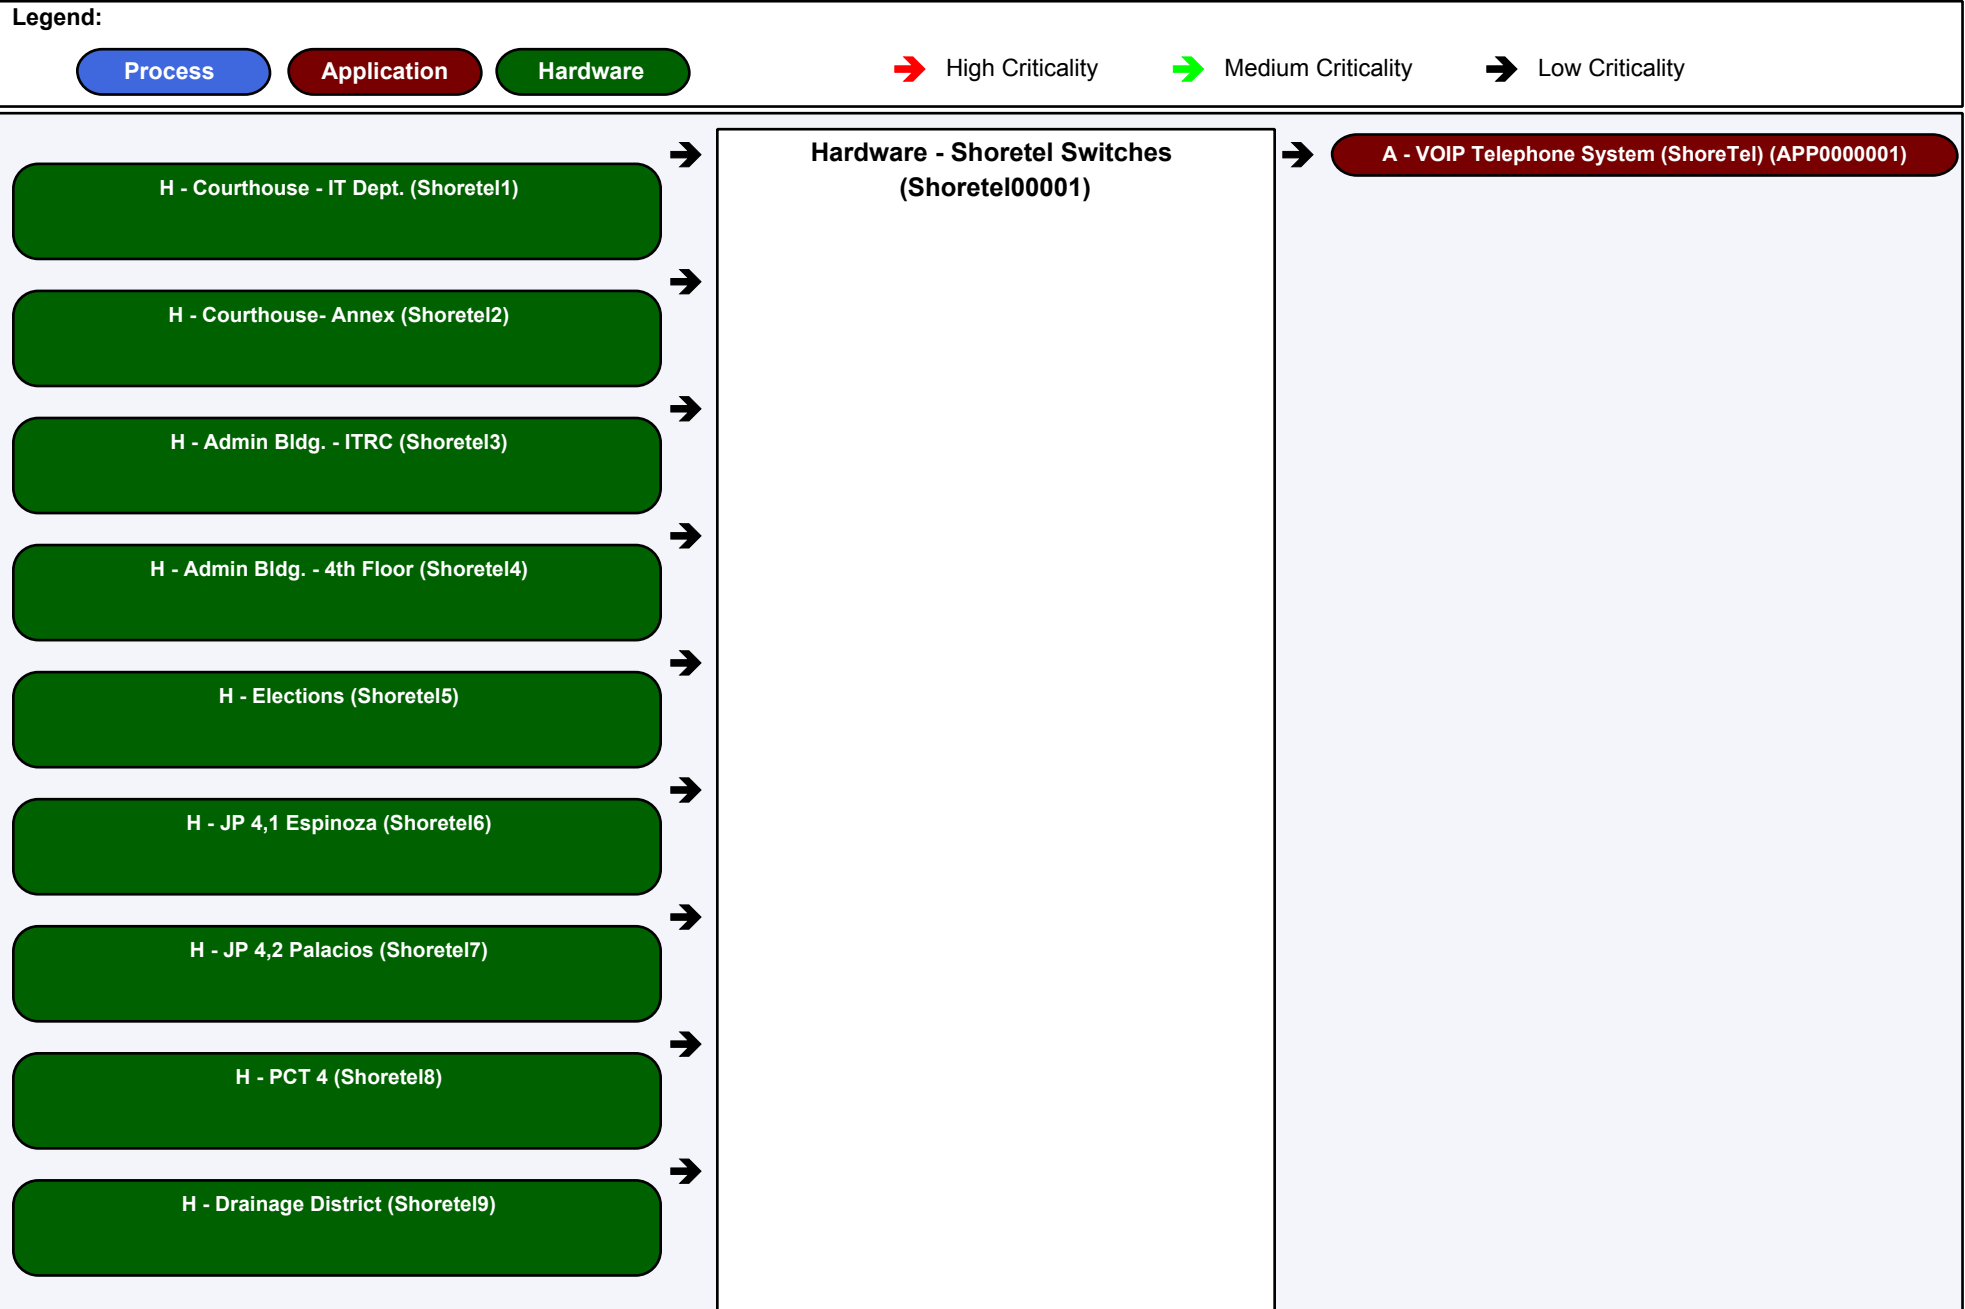 Legend:
Process
Application
Hardware
High Criticality
Medium Criticality
Low Criticality
H - Courthouse - IT Dept. (Shoretel1)
H - Courthouse- Annex (Shoretel2)
H - Admin Bldg. - ITRC (Shoretel3)
H - Admin Bldg. - 4th Floor (Shoretel4)
H - Elections (Shoretel5)
H - JP 4,1 Espinoza (Shoretel6)
H - JP 4,2 Palacios (Shoretel7)
H - PCT 4 (Shoretel8)
H - Drainage District (Shoretel9)
Hardware - Shoretel Switches
(Shoretel00001)
A - VOIP Telephone System (ShoreTel) (APP0000001)